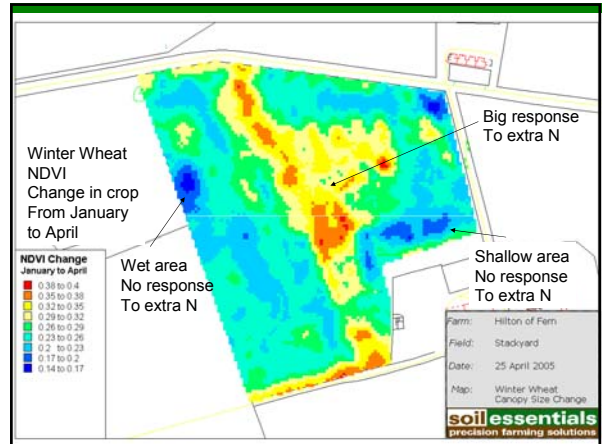 Winter Wheat
NDVI
Change in crop
From January
to April
Big response
To extra N
Wet area
No response
To extra N
Shallow area
No response
To extra N
NDVI Change
January to April
0.38 to 0.4
0.35 to 0.38
0.32 to 0.35
0.29 to 0.32
0.26 to 0.29
0.23 to 0.26
0.2 to 0.23
0.17 to 0.2
0.14 to 0.17
Farm: Hilton of Fern
Field: Stackyard
Date: 25 April 2005
Map: Winter Wheat
Canopy Size Change
soilessentials
precision farming solutions